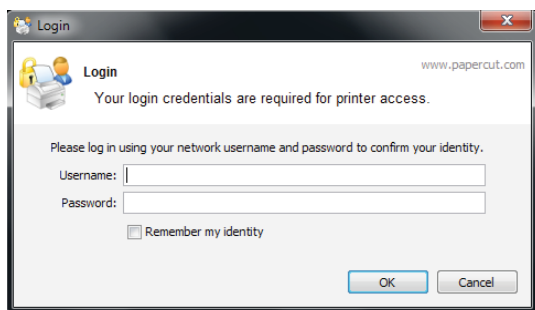 Login
www.papercut.com
Login
Your login credentials are required for printer access.
Please log in using your network username and password to confirm your identity.
Username:
Password:
Remember my identity
OK
Cancel